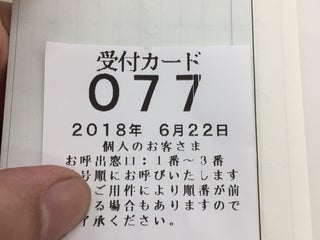 受付カード
077
2018年 6月22日
個人のお客さま
お呼出窓口：1番～3番
号順にお呼びいたします
ご用件により順番が前
る場合もありますので
了承ください。